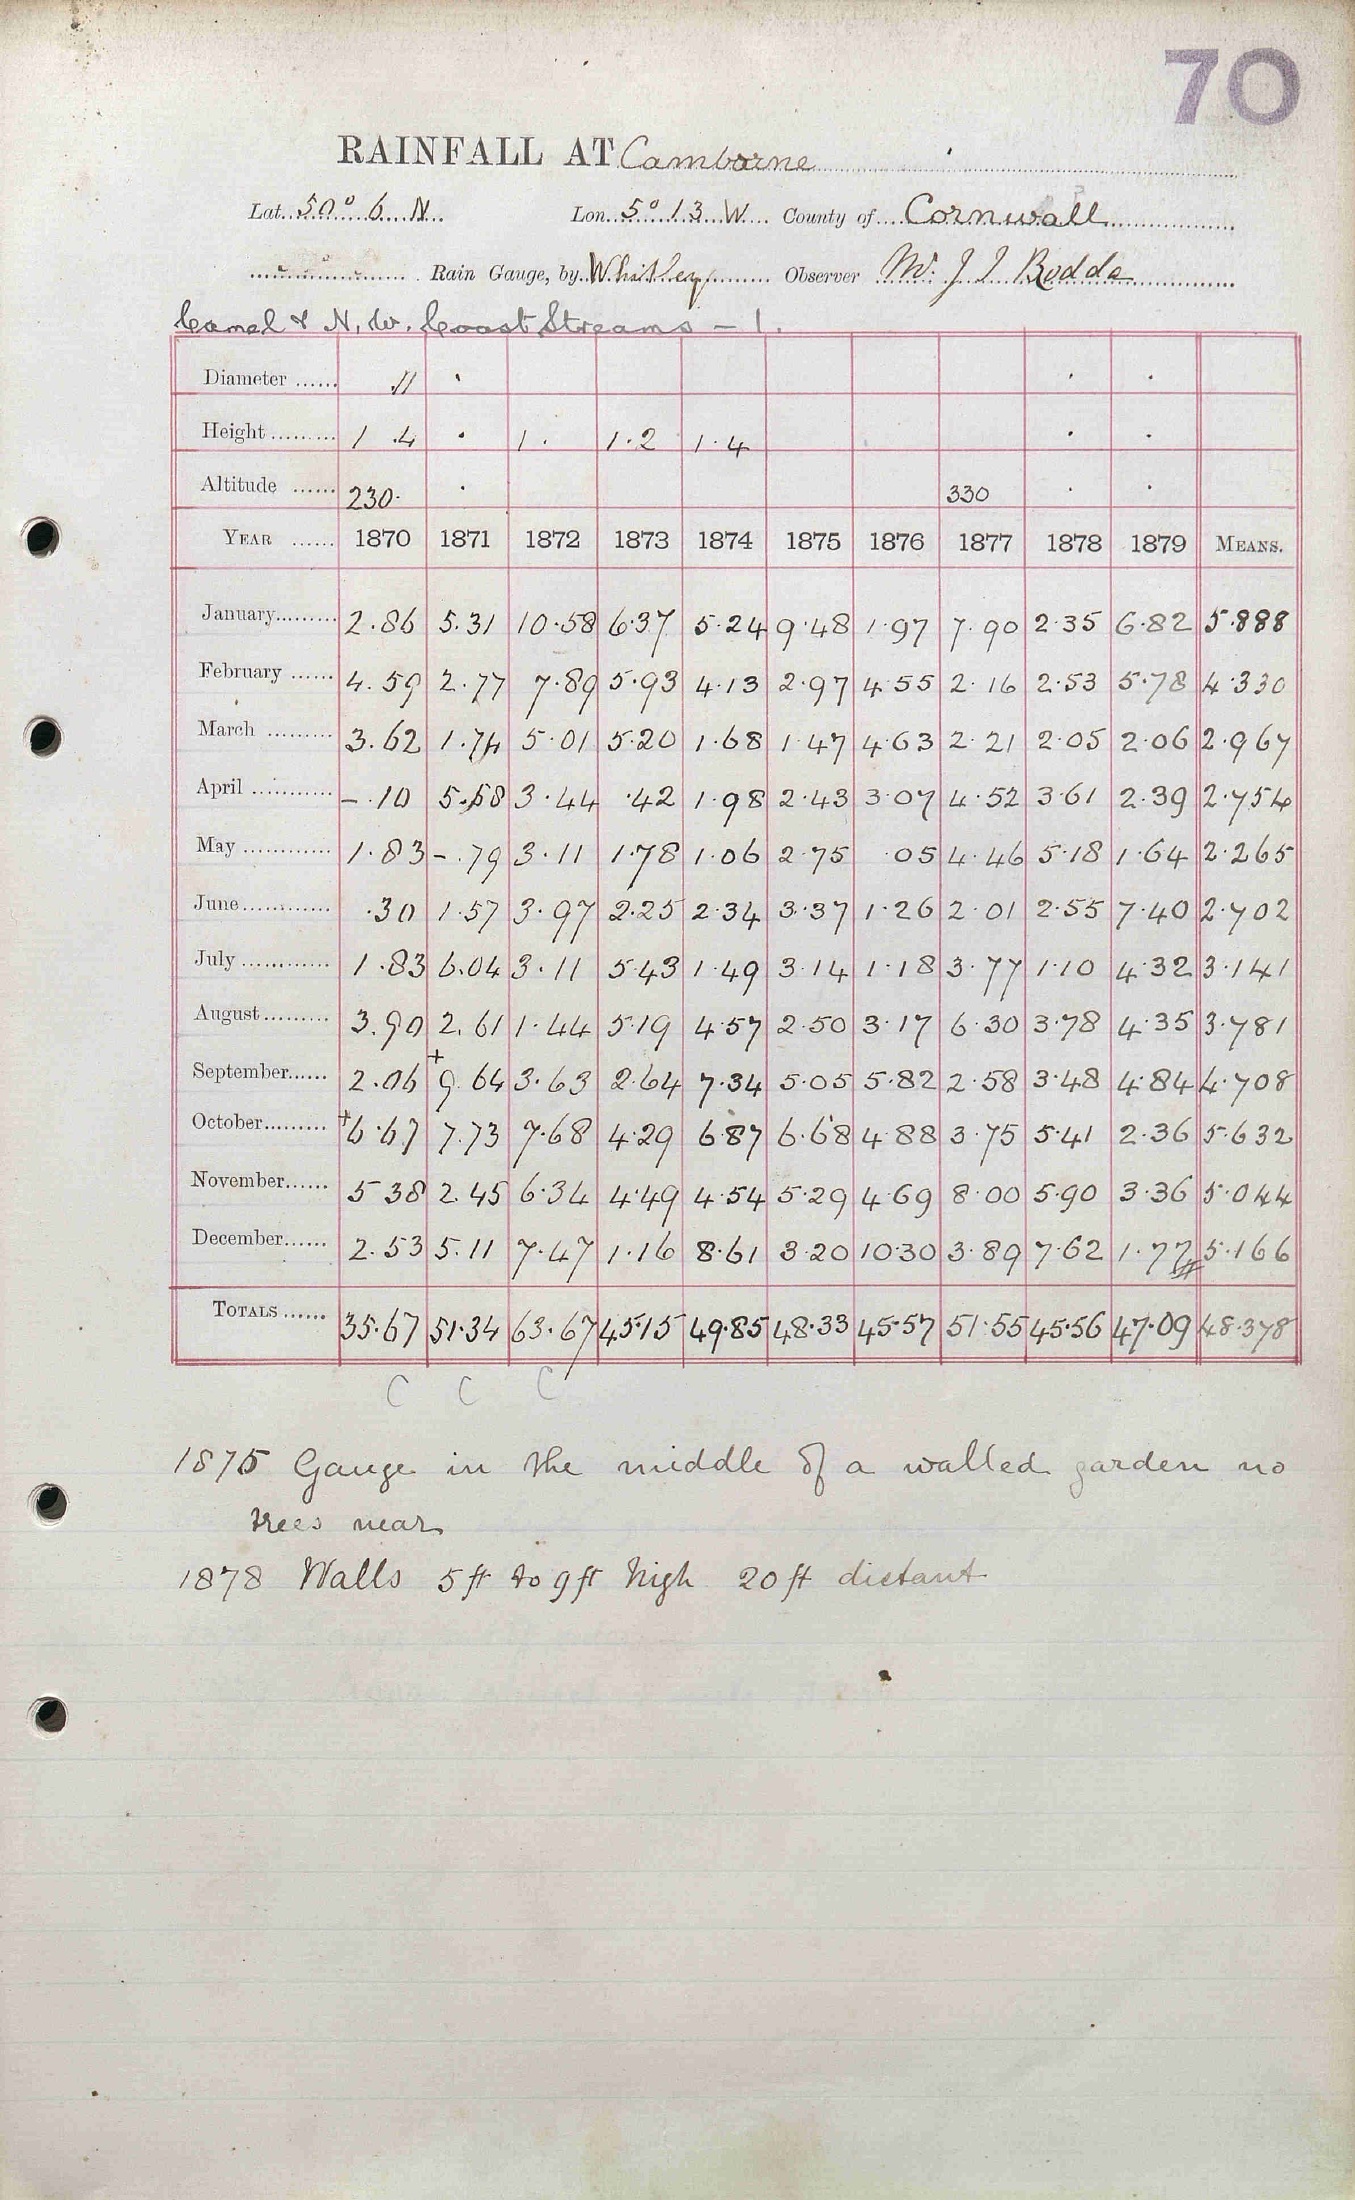 70
RAINFALL AT Camborne
Lat. 50° 6 N. Lon. 5° 13 W. County of Cornwall
Rain Gauge, by Whitley Observer Mr. J J Rodda
Camel & N. W. Coast Streams - 1.
Diameter ...... 11
Height ......... 1 .4 1. 1.2 1.4
Altitude ...... 230. 330
YEAR ...... 1870 1871 1872 1873 1874 1875 1876 1877 1878 1879 MEANS.
January......... 2.86 5.31 10.58 6.37 5.24 9.48 1.97 7.90 2.35 6.82 5.888
February ...... 4.59 2.77 7.89 5.93 4.13 2.97 4.55 2.16 2.53 5.78 4.330
March ......... 3.62 1.74 5.01 5.20 1.68 1.47 4.63 2.21 2.05 2.06 2.967
April ............ -.10 5.58 3.44 .42 1.98 2.43 3.07 4.52 3.61 2.39 2.754
May ............ 1.83 -.79 3.11 1.78 1.06 2.75 .05 4.46 5.18 1.64 2.265
June............ .30 1.57 3.97 2.25 2.34 3.37 1.26 2.01 2.55 7.40 2.702
July ............ 1.83 6.04 3.11 5.43 1.49 3.14 1.18 3.77 1.10 4.32 3.141
August......... 3.90 2.61 1.44 5.19 4.57 2.50 3.17 6.30 3.78 4.35 3.781
September...... 2.06 +9.64 3.63 2.64 7.34 5.05 5.82 2.58 3.48 4.84 4.708
October......... +6.67 7.73 7.68 4.29 6.87 6.68 4.88 3.75 5.41 2.36 5.632
November...... 5 38 2.45 6.34 4.49 4.54 5.29 4.69 8.00 5.90 3.36 5.044
December...... 2.53 5.11 7.47 1.16 8.61 3.20 10.30 3.89 7.62 1.77 5.166
TOTALS ...... 35.67 51.34 63.67 45.15 49.85 48.33 45.57 51.55 45.56 47.09 48.378
C C C
1875 Gauge in the middle of a walled garden no
trees near
1878 Walls 5 ft to 9 ft high 20 ft distant